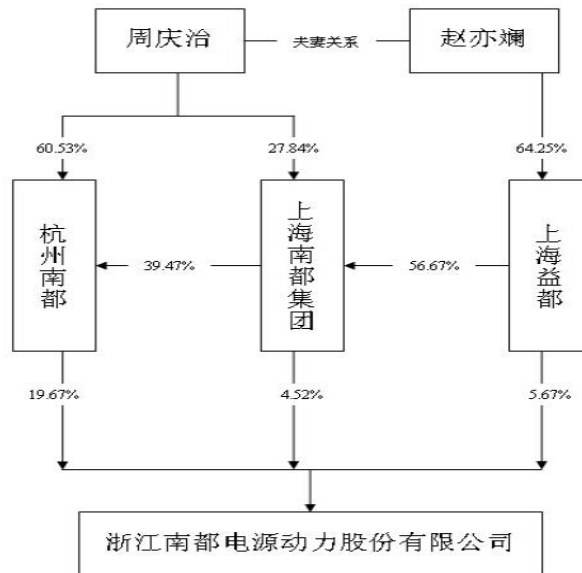 周庆治
夫妻关系
赵亦斓
60.53%
27.84%
64.25%
杭州南都
39.47%
上海南都集团
56.67%
上海益都
19.67%
4.52%
5.67%
浙江南都电源动力股份有限公司